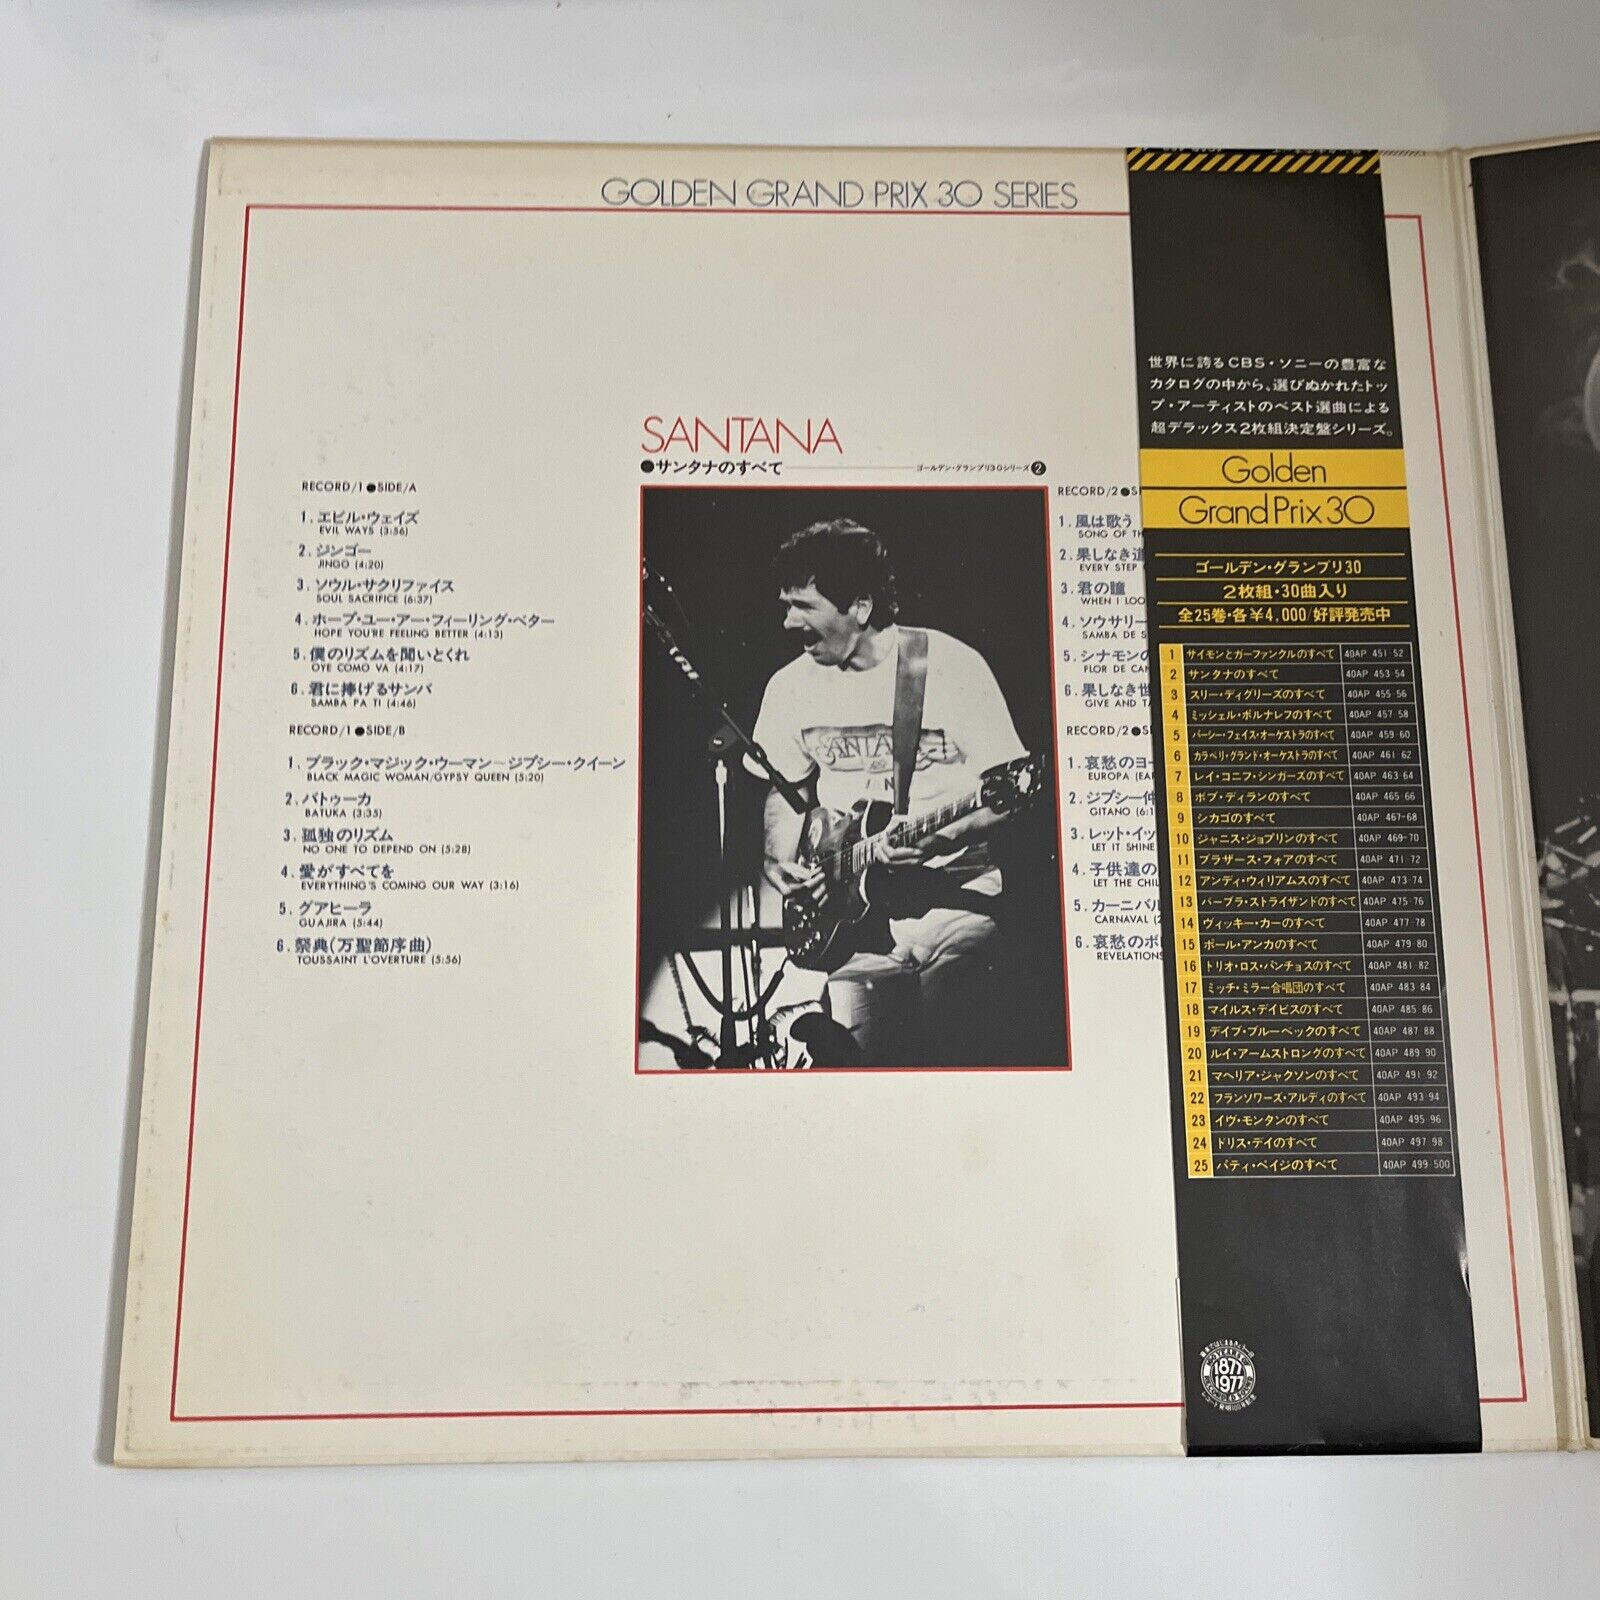 GOLDEN GRAND PRIX 30 SERIES
SANTANA
●サンタナのすべて
ゴールデン・グランプリ30シリーズ❷
RECORD/1●SIDE/A
1.エビル・ウェイズ
EVIL WAYS (3:56)
2.ジンゴー
JINGO (4:20)
3.ソウル・サクリファイス
SOUL SACRIFICE (6:37)
4.ホープ・ユー・アー・フィーリング・ベター
HOPE YOU'RE FEELING BETTER (4:13)
5.僕のリズムを聞いとくれ
OYE COMO VA (4:17)
6.君に捧げるサンバ
SAMBA PA TI (4:46)
RECORD/1●SIDE/B
1.ブラック・マジック・ウーマン~ジプシー・クイーン
BLACK MAGIC WOMAN/GYPSY QUEEN (5:20)
2.バトゥーカ
BATUKA (3:35)
3.孤独のリズム
NO ONE TO DEPEND ON (5:28)
4.愛がすべてを
EVERYTHING'S COMING OUR WAY (3:16)
5.グアヒーラ
GUAJIRA (5:44)
6.祭典(万聖節序曲)
TOUSSAINT L'OVERTURE (5:56)
SANTANA
RECORD/2●S
1.風は歌う
SONG OF TH
2.果しなき道
EVERY STEP
3.君の瞳
WHEN I LOO
4.ソウサリー
SAMBA DE S
5.シナモンの
FLOR DE CAN
6.果しなき世
GIVE AND TA
RECORD/2●S
1.哀愁のヨー
EUROPA (EAR
2.ジプシー仲
GITANO (6:1
3.レット・イッ
LET IT SHINE
4.子供達の
LET THE CHIL
5.カーニバル
CARNAVAL (2
6.哀愁のボ
REVELATIONS
世界に誇るCBS・ソニーの豊富な
カタログの中から、選びぬかれたトッ
プ・アーティストのベスト選曲による
超デラックス2枚組決定盤シリーズ。
Golden
Grand Prix 30
ゴールデン・グランプリ30
2枚組・30曲入り
全25巻・各¥4,000/好評発売中
1 サイモンとガーファンクルのすべて 40AP 451-52
2 サンタナのすべて 40AP 453-54
3 スリー・ディグリーズのすべて 40AP 455-56
4 ミッシェル・ポルナレフのすべて 40AP 457-58
5 パーシー・フェイス・オーケストラのすべて 40AP 459-60
6 カラベリ・グランド・オーケストラのすべて 40AP 461-62
7 レイ・コニフ・シンガーズのすべて 40AP 463-64
8 ボブ・ディランのすべて 40AP 465-66
9 シカゴのすべて 40AP 467-68
10 ジャニス・ジョプリンのすべて 40AP 469-70
11 ブラザース・フォアのすべて 40AP 471-72
12 アンディ・ウィリアムスのすべて 40AP 473-74
13 バーブラ・ストライザンドのすべて 40AP 475-76
14 ヴィッキー・カーのすべて 40AP 477-78
15 ポール・アンカのすべて 40AP 479-80
16 トリオ・ロス・パンチョスのすべて 40AP 481-82
17 ミッチ・ミラー合唱団のすべて 40AP 483-84
18 マイルス・デイビスのすべて 40AP 485-86
19 デイブ・ブルーベックのすべて 40AP 487-88
20 ルイ・アームストロングのすべて 40AP 489-90
21 マヘリア・ジャクソンのすべて 40AP 491-92
22 フランソワーズ・アルディのすべて 40AP 493-94
23 イヴ・モンタンのすべて 40AP 495-96
24 ドリス・デイのすべて 40AP 497-98
25 パティ・ペイジのすべて 40AP 499-500
100 YEARS OF
1877
1977
RECORDED SOUND
レコード発明100年記念